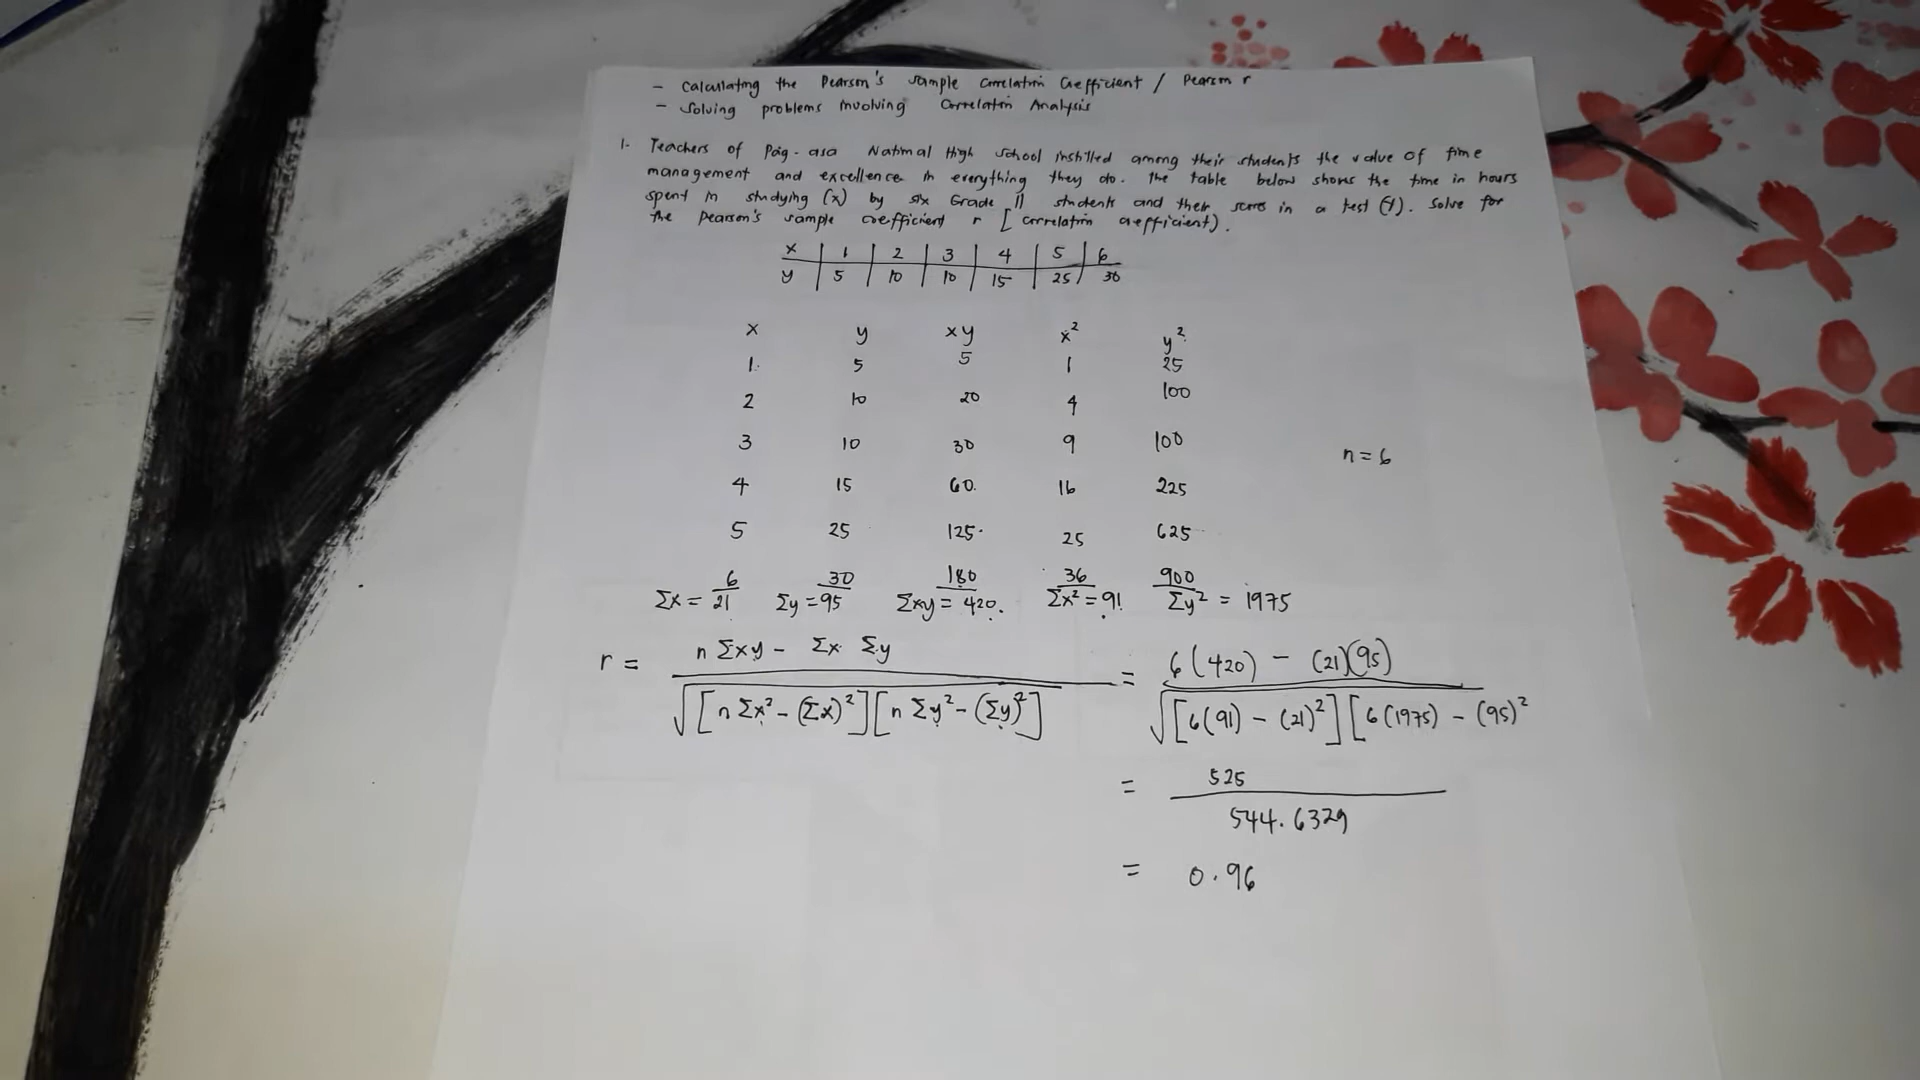 - Calculating the Pearson's sample Correlation Coefficient / Pearson r
- Solving problems involving Correlation Analysis
1. Teachers of Pag-asa National High School instilled among their students the value of time
management and excellence in everything they do. The table below shows the time in hours
spent in studying (x) by six Grade 11 students and their scores in a test (Y). Solve for
the Pearson's sample coefficient r [correlation coefficient).
x | 1 | 2 | 3 | 4 | 5 | 6
y | 5 | 10 | 10 | 15 | 25 | 30
x y xy x² y²
1 5 5 1 25
2 10 20 4 100
3 10 30 9 100
n = 6
4 15 60 16 225
5 25 125 25 625
6 30 180 36 900
Σx = 21 Σy = 95 Σxy = 420. Σx² = 91 Σy² = 1975
r = n Σxy - Σx Σy / √[n Σx² - (Σx)²][n Σy² - (Σy)²] = 6(420) - (21)(95) / √[6(91) - (21)²][6(1975) - (95)²
= 525 / 544.6329
= 0.96